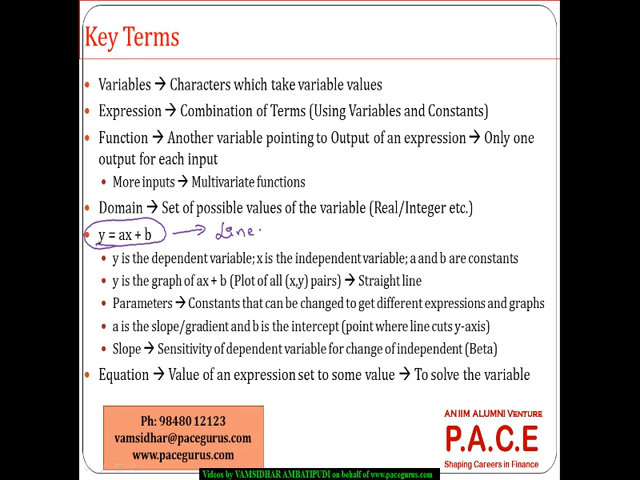 Key Terms
Variables → Characters which take variable values
Expression → Combination of Terms (Using Variables and Constants)
Function → Another variable pointing to Output of an expression → Only one
output for each input
More inputs → Multivariate functions
Domain → Set of possible values of the variable (Real/Integer etc.)
y = ax + b → Line.
y is the dependent variable; x is the independent variable; a and b are constants
y is the graph of ax + b (Plot of all (x,y) pairs) → Straight line
Parameters → Constants that can be changed to get different expressions and graphs
a is the slope/gradient and b is the intercept (point where line cuts y-axis)
Slope → Sensitivity of dependent variable for change of independent (Beta)
Equation → Value of an expression set to some value → To solve the variable
Ph: 98480 12123
vamsidhar@pacegurus.com
www.pacegurus.com
AN IIM ALUMNI VENTURE
P.A.C.E
Shaping Careers in Finance
Videos by VAMSIDHAR AMBATIPUDI on behalf of www.pacegurus.com